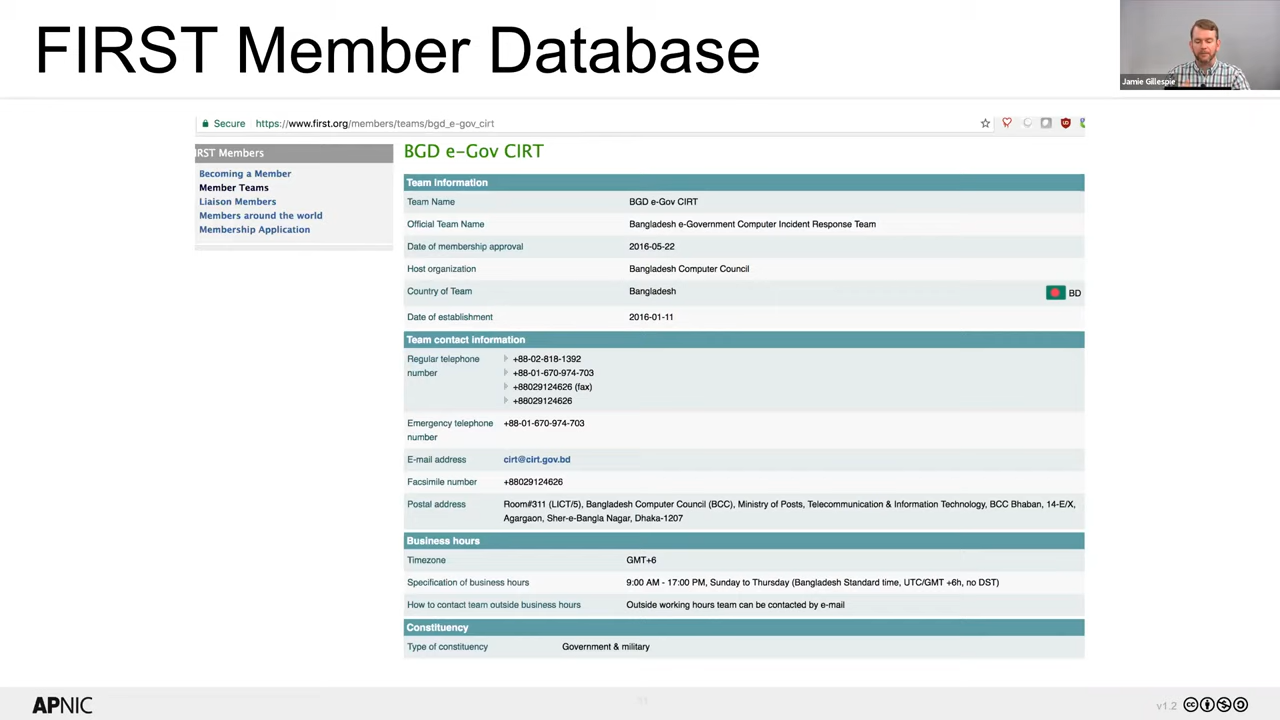 FIRST Member Database
Jamie Gillespie
Secure https://www.first.org/members/teams/bgd_e-gov_cirt
IRST Members
Becoming a Member
Member Teams
Liaison Members
Members around the world
Membership Application
BGD e-Gov CIRT
Team information
Team Name BGD e-Gov CIRT
Official Team Name Bangladesh e-Government Computer Incident Response Team
Date of membership approval 2016-05-22
Host organization Bangladesh Computer Council
Country of Team Bangladesh BD
Date of establishment 2016-01-11
Team contact information
Regular telephone +88-02-818-1392
number +88-01-670-974-703
+88029124626 (fax)
+88029124626
Emergency telephone +88-01-670-974-703
number
E-mail address cirt@cirt.gov.bd
Facsimile number +88029124626
Postal address Room#311 (LICT/5), Bangladesh Computer Council (BCC), Ministry of Posts, Telecommunication & Information Technology, BCC Bhaban, 14-E/X,
Agargaon, Sher-e-Bangla Nagar, Dhaka-1207
Business hours
Timezone GMT+6
Specification of business hours 9:00 AM - 17:00 PM, Sunday to Thursday (Bangladesh Standard time, UTC/GMT +6h, no DST)
How to contact team outside business hours Outside working hours team can be contacted by e-mail
Constituency
Type of constituency Government & military
APNIC
v1.2